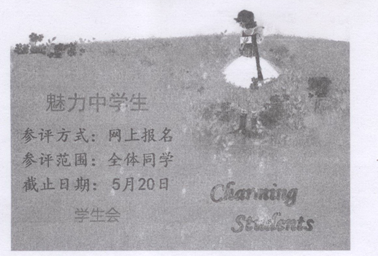 魅力中学生
参评方式：网上报名
参评范围：全体同学
截止日期：5月20日
学生会
Charming
Students